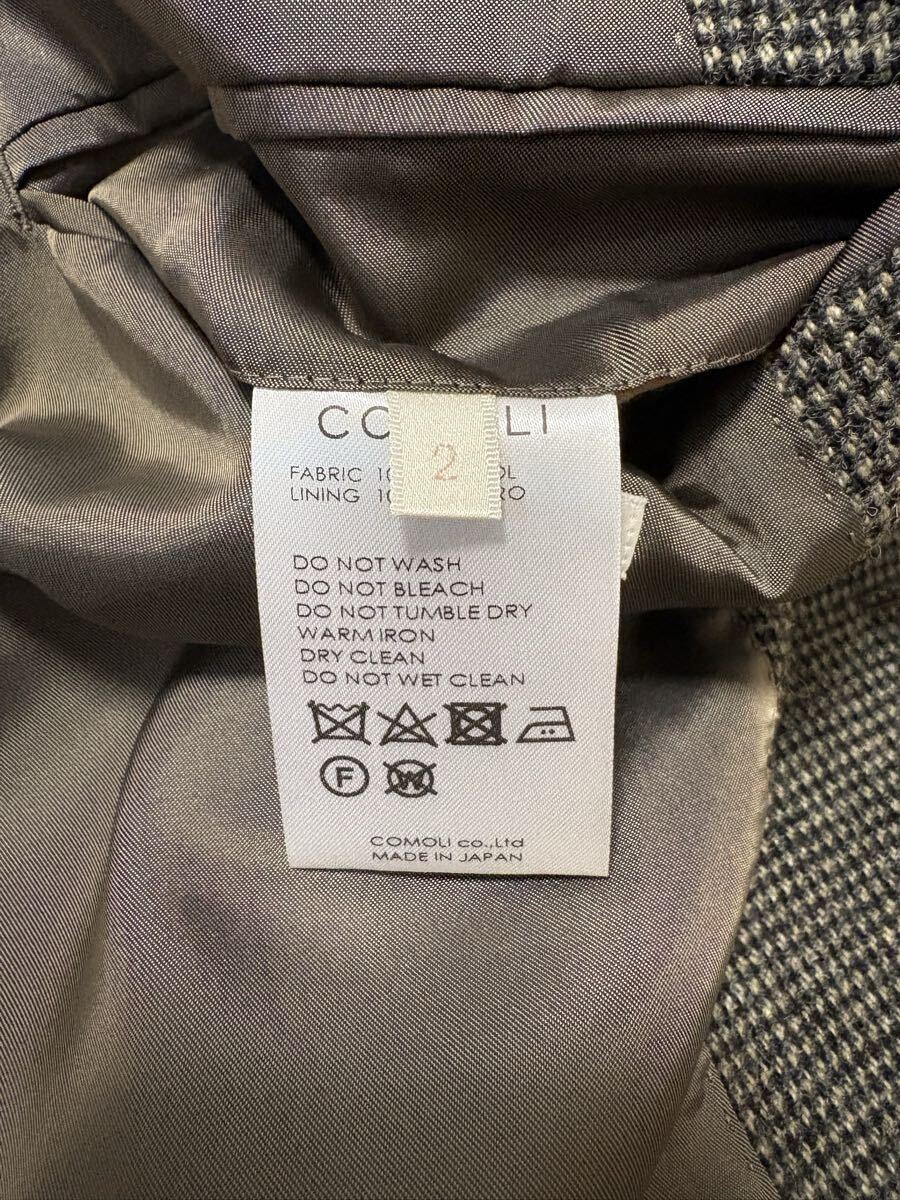 CO LI
2
FABRIC 10 OL
LINING 10 RO
DO NOT WASH
DO NOT BLEACH
DO NOT TUMBLE DRY
WARM IRON
DRY CLEAN
DO NOT WET CLEAN
F W
COMOLI co.,Ltd
MADE IN JAPAN